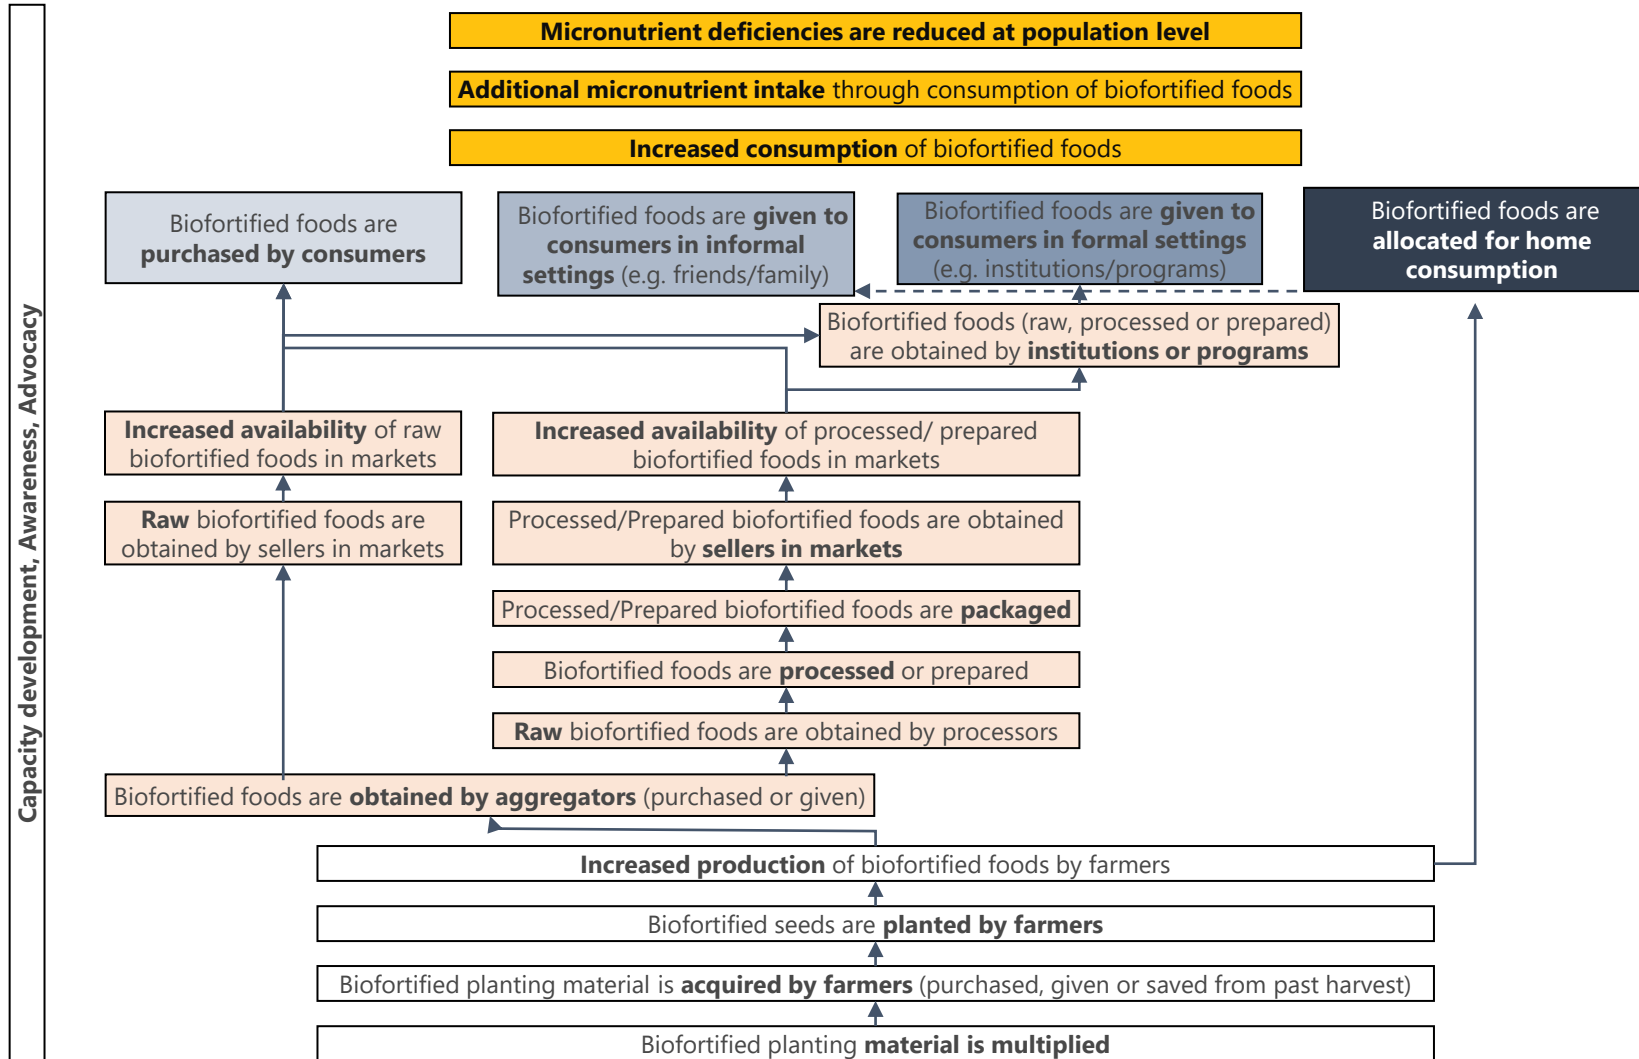 Capacity development, Awareness, Advocacy
Micronutrient deficiencies are reduced at population level
Additional micronutrient intake through consumption of biofortified foods
Increased consumption of biofortified foods
Biofortified foods are
purchased by consumers
Biofortified foods are given to
consumers in informal
settings (e.g. friends/family)
Biofortified foods are given to
consumers in formal settings
(e.g. institutions/programs)
Biofortified foods are
allocated for home
consumption
Biofortified foods (raw, processed or prepared)
are obtained by institutions or programs
Increased availability of raw
biofortified foods in markets
Increased availability of processed/ prepared
biofortified foods in markets
Raw biofortified foods are
obtained by sellers in markets
Processed/Prepared biofortified foods are obtained
by sellers in markets
Processed/Prepared biofortified foods are packaged
Biofortified foods are processed or prepared
Raw biofortified foods are obtained by processors
Biofortified foods are obtained by aggregators (purchased or given)
Increased production of biofortified foods by farmers
Biofortified seeds are planted by farmers
Biofortified planting material is acquired by farmers (purchased, given or saved from past harvest)
Biofortified planting material is multiplied